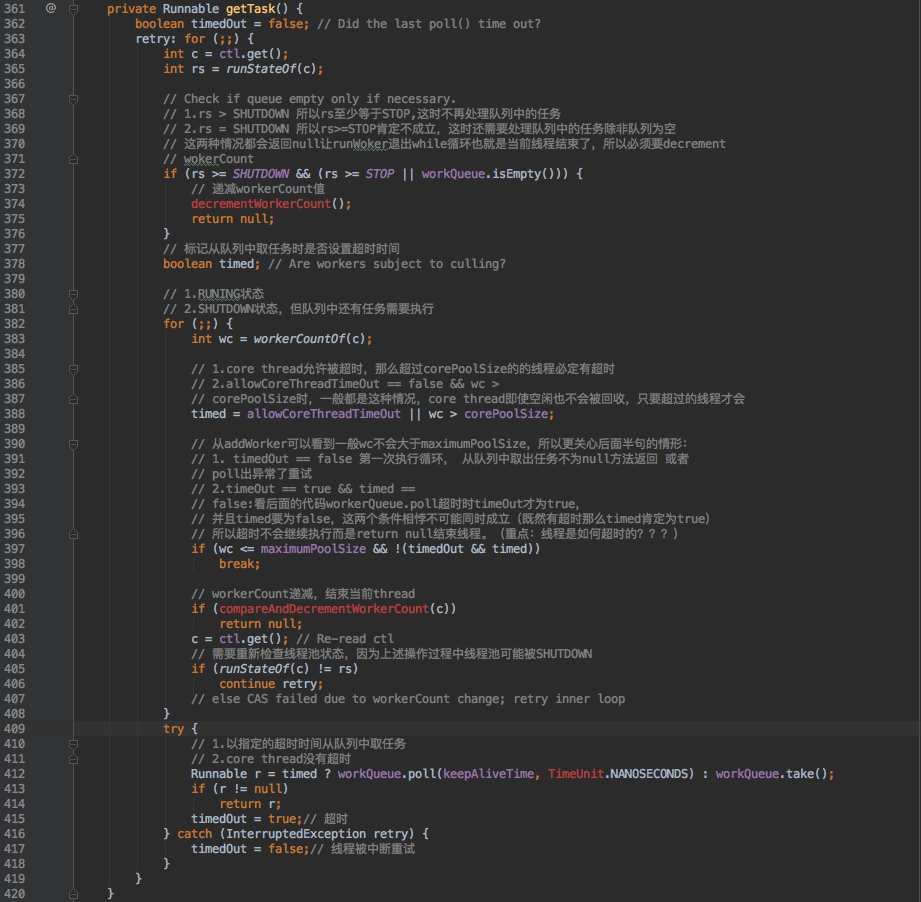 361 @ private Runnable getTask() {
362 boolean timedOut = false; // Did the last poll() time out?
363 retry: for (;;) {
364 int c = ctl.get();
365 int rs = runStateOf(c);
366
367 // Check if queue empty only if necessary.
368 // 1.rs > SHUTDOWN 所以rs至少等于STOP,这时不再处理队列中的任务
369 // 2.rs = SHUTDOWN 所以rs>=STOP肯定不成立，这时还需要处理队列中的任务除非队列为空
370 // 这两种情况都会返回null让runWoker退出while循环也就是当前线程结束了，所以必须要decrement
371 // wokerCount
372 if (rs >= SHUTDOWN && (rs >= STOP || workQueue.isEmpty())) {
373 // 递减workerCount值
374 decrementWorkerCount();
375 return null;
376 }
377 // 标记从队列中取任务时是否设置超时时间
378 boolean timed; // Are workers subject to culling?
379
380 // 1.RUNING状态
381 // 2.SHUTDOWN状态，但队列中还有任务需要执行
382 for (;;) {
383 int wc = workerCountOf(c);
384
385 // 1.core thread允许被超时，那么超过corePoolSize的的线程必定有超时
386 // 2.allowCoreThreadTimeOut == false && wc >
387 // corePoolSize时，一般都是这种情况，core thread即使空闲也不会被回收，只要超过的线程才会
388 timed = allowCoreThreadTimeOut || wc > corePoolSize;
389
390 // 从addWorker可以看到一般wc不会大于maximumPoolSize，所以更关心后面半句的情形：
391 // 1. timedOut == false 第一次执行循环， 从队列中取出任务不为null方法返回 或者
392 // poll出异常了重试
393 // 2.timeOut == true && timed ==
394 // false:看后面的代码workerQueue.poll超时时timeOut才为true，
395 // 并且timed要为false，这两个条件相悖不可能同时成立（既然有超时那么timed肯定为true）
396 // 所以超时不会继续执行而是return null结束线程。（重点：线程是如何超时的？？？）
397 if (wc <= maximumPoolSize && !(timedOut && timed))
398 break;
399
400 // workerCount递减，结束当前thread
401 if (compareAndDecrementWorkerCount(c))
402 return null;
403 c = ctl.get(); // Re-read ctl
404 // 需要重新检查线程池状态，因为上述操作过程中线程池可能被SHUTDOWN
405 if (runStateOf(c) != rs)
406 continue retry;
407 // else CAS failed due to workerCount change; retry inner loop
408 }
409 try {
410 // 1.以指定的超时时间从队列中取任务
411 // 2.core thread没有超时
412 Runnable r = timed ? workQueue.poll(keepAliveTime, TimeUnit.NANOSECONDS) : workQueue.take();
413 if (r != null)
414 return r;
415 timedOut = true;// 超时
416 } catch (InterruptedException retry) {
417 timedOut = false;// 线程被中断重试
418 }
419 }
420 }